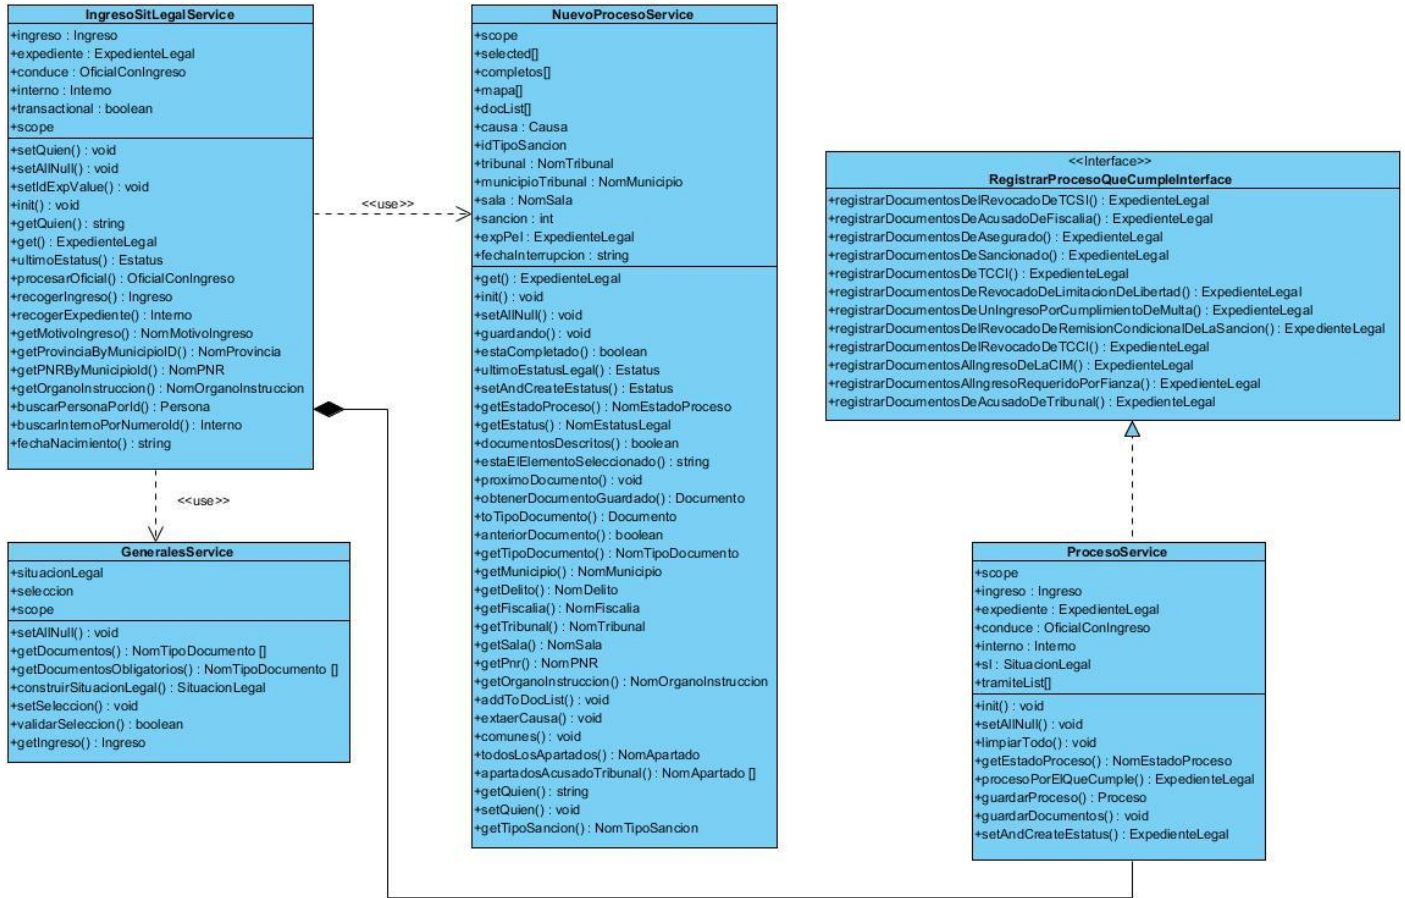 IngresoSitLegalService
+ingreso : Ingreso
+expediente : ExpedienteLegal
+conduce : OficialConIngreso
+interno : Interno
+transactional : boolean
+scope
+setQuien() : void
+setAllNull() : void
+setIdExpValue() : void
+init() : void
+getQuien() : string
+get() : ExpedienteLegal
+ultimoEstatus() : Estatus
+procesarOficial() : OficialConIngreso
+recogerIngreso() : Ingreso
+recogerExpediente() : Interno
+getMotivoIngreso() : NomMotivoIngreso
+getProvinciaByMunicipioID() : NomProvincia
+getPNRByMunicipioId() : NomPNR
+getOrganoInstruccion() : NomOrganoInstruccion
+buscarPersonaPorId() : Persona
+buscarInternoPorNumeroId() : Interno
+fechaNacimiento() : string
<<use>>
<<use>>
GeneralesService
+situacionLegal
+seleccion
+scope
+setAllNull() : void
+getDocumentos() : NomTipoDocumento []
+getDocumentosObligatorios() : NomTipoDocumento []
+construirSituacionLegal() : SituacionLegal
+setSeleccion() : void
+validarSeleccion() : boolean
+getIngreso() : Ingreso
NuevoProcesoService
+scope
+selected[]
+completos[]
+mapa[]
+docList[]
+causa : Causa
+idTipoSancion
+tribunal : NomTribunal
+municipioTribunal : NomMunicipio
+sala : NomSala
+sancion : int
+expPel : ExpedienteLegal
+fechaInterrupcion : string
+get() : ExpedienteLegal
+init() : void
+setAllNull() : void
+guardando() : void
+estaCompletado() : boolean
+ultimoEstatusLegal() : Estatus
+setAndCreateEstatus() : Estatus
+getEstadoProceso() : NomEstadoProceso
+getEstatus() : NomEstatusLegal
+documentosDescritos() : boolean
+estaElElementoSeleccionado() : string
+proximoDocumento() : void
+obtenerDocumentoGuardado() : Documento
+toTipoDocumento() : Documento
+anteriorDocumento() : boolean
+getTipoDocumento() : NomTipoDocumento
+getMunicipio() : NomMunicipio
+getDelito() : NomDelito
+getFiscalia() : NomFiscalia
+getTribunal() : NomTribunal
+getSala() : NomSala
+getPnr() : NomPNR
+getOrganoInstruccion() : NomOrganoInstruccion
+addToDocList() : void
+extaerCausa() : void
+comunes() : void
+todosLosApartados() : NomApartado
+apartadosAcusadoTribunal() : NomApartado []
+getQuien() : string
+setQuien() : void
+getTipoSancion() : NomTipoSancion
<<Interface>>
RegistrarProcesoQueCumpleInterface
+registrarDocumentosDelRevocadoDeTCSI() : ExpedienteLegal
+registrarDocumentosDeAcusadoDeFiscalia() : ExpedienteLegal
+registrarDocumentosDeAsegurado() : ExpedienteLegal
+registrarDocumentosDeSancionado() : ExpedienteLegal
+registrarDocumentosDeTCCI() : ExpedienteLegal
+registrarDocumentosDeRevocadoDeLimitacionDeLibertad() : ExpedienteLegal
+registrarDocumentosDeUnIngresoPorCumplimientoDeMulta() : ExpedienteLegal
+registrarDocumentosDelRevocadoDeRemisionCondicionalDeLaSancion() : ExpedienteLegal
+registrarDocumentosDelRevocadoDeTCCI() : ExpedienteLegal
+registrarDocumentosAlIngresoDeLaCIM() : ExpedienteLegal
+registrarDocumentosAlIngresoRequeridoPorFianza() : ExpedienteLegal
+registrarDocumentosDeAcusadoDeTribunal() : ExpedienteLegal
ProcesoService
+scope
+ingreso : Ingreso
+expediente : ExpedienteLegal
+conduce : OficialConIngreso
+interno : Interno
+sl : SituacionLegal
+tramiteList[]
+init() : void
+setAllNull() : void
+limpiarTodo() : void
+getEstadoProceso() : NomEstadoProceso
+procesoPorElQueCumple() : ExpedienteLegal
+guardarProceso() : Proceso
+guardarDocumentos() : void
+setAndCreateEstatus() : ExpedienteLegal